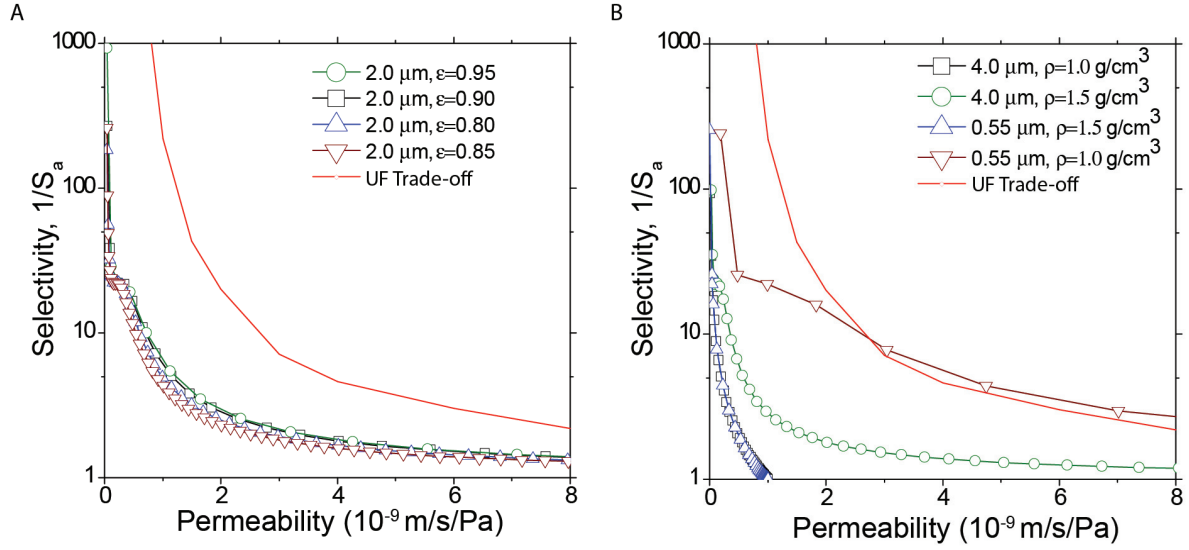 A
1000
100
10
1
Selectivity, 1/Sₐ
2.0 μm, ε=0.95
2.0 μm, ε=0.90
2.0 μm, ε=0.80
2.0 μm, ε=0.85
UF Trade-off
0 2 4 6 8
Permeability (10⁻⁹ m/s/Pa)
B
1000
100
10
1
Selectivity, 1/Sₐ
4.0 μm, ρ=1.0 g/cm³
4.0 μm, ρ=1.5 g/cm³
0.55 μm, ρ=1.5 g/cm³
0.55 μm, ρ=1.0 g/cm³
UF Trade-off
0 2 4 6 8
Permeability (10⁻⁹ m/s/Pa)